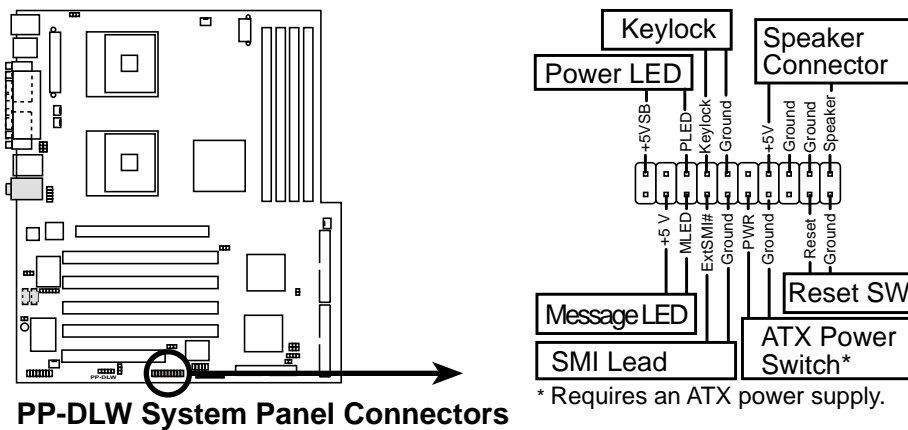 Keylock
Speaker
Connector
Power LED
+5VSB
PLED
Keylock
Ground
+5V
Ground
Ground
Speaker
+5 V
MLED
ExtSMI#
Ground
PWR
Ground
Reset
Ground
Reset SW
Message LED
ATX Power
Switch*
SMI Lead
* Requires an ATX power supply.
PP-DLW
PP-DLW System Panel Connectors